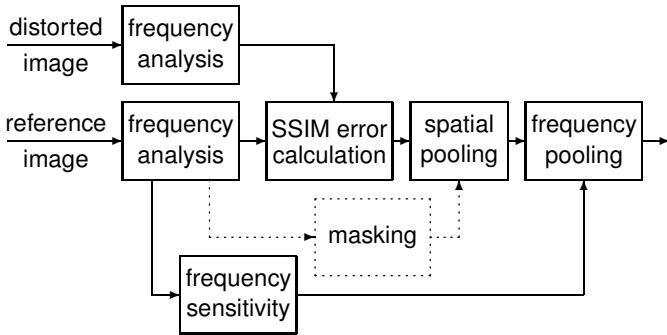 distorted
image
frequency
analysis
reference
image
frequency
analysis
SSIM error
calculation
spatial
pooling
frequency
pooling
masking
frequency
sensitivity